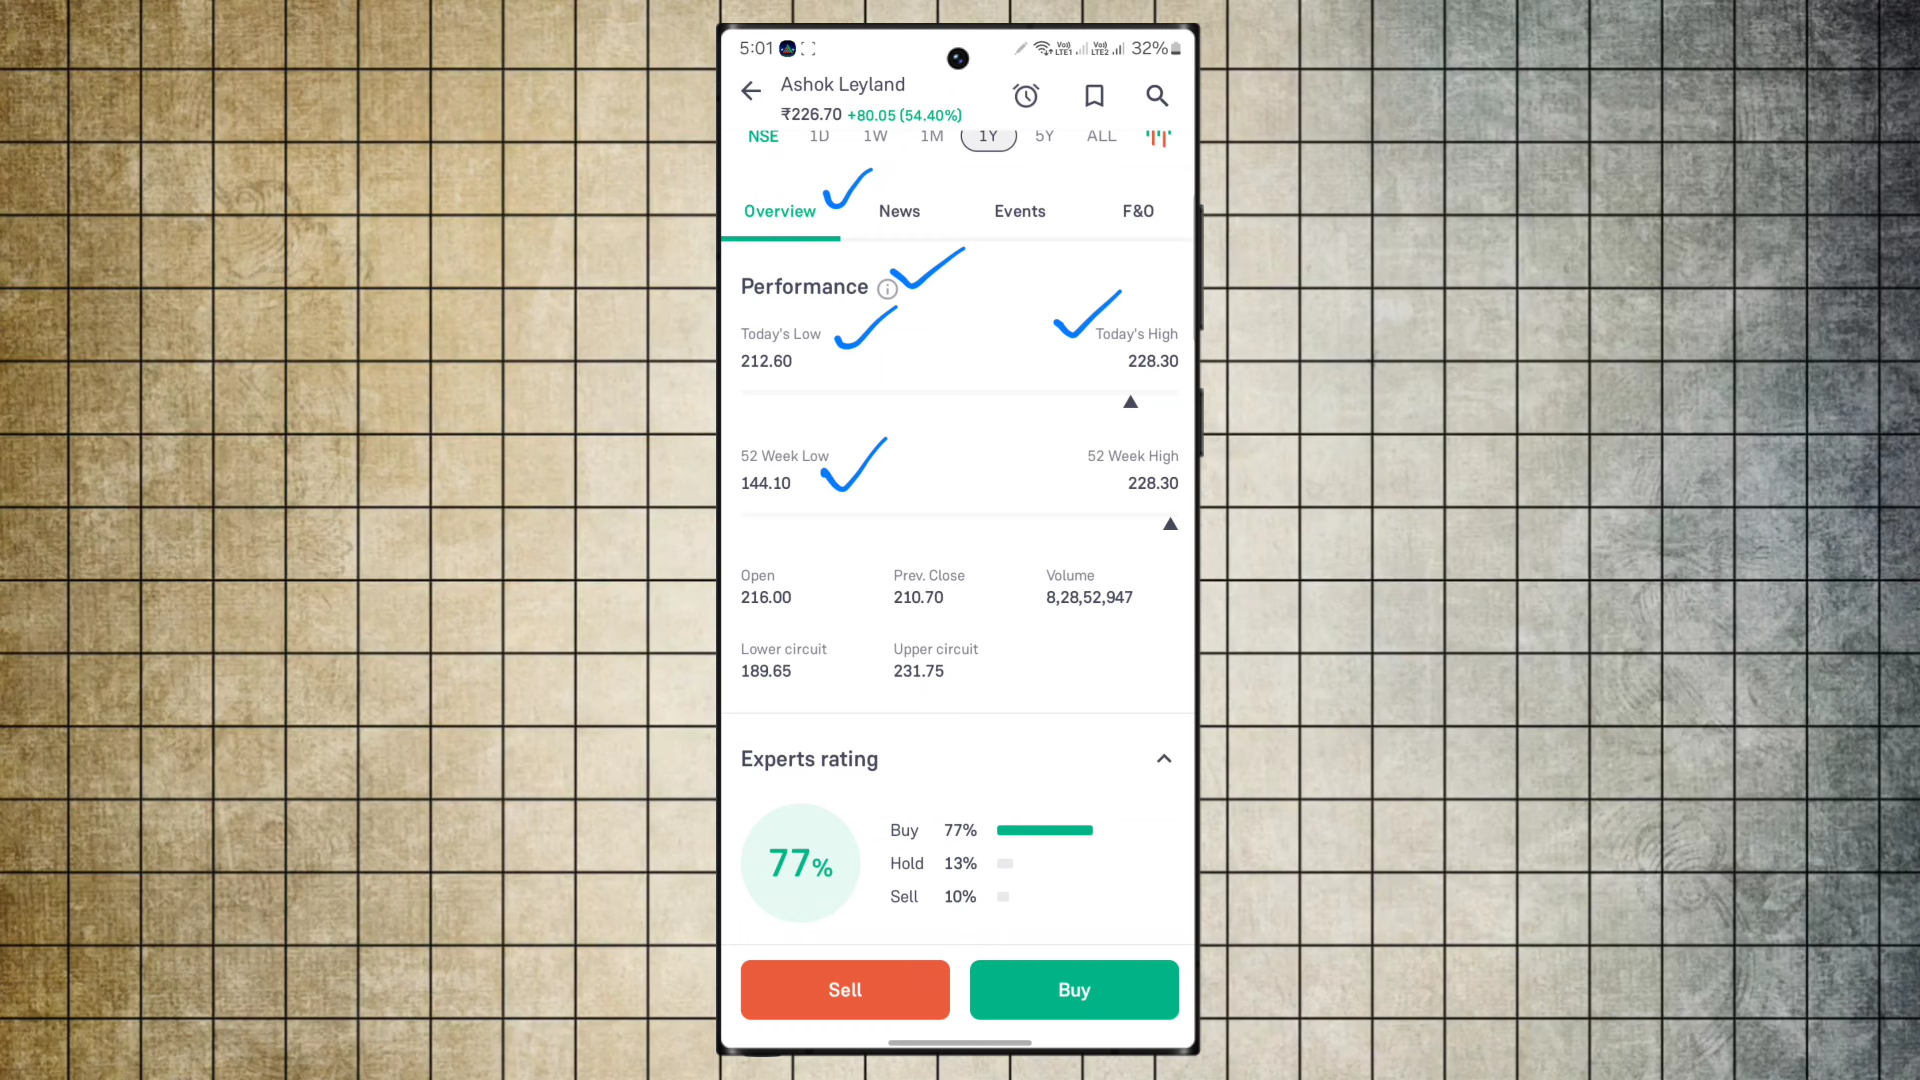 5:01 32%
Ashok Leyland
₹226.70 +80.05 (54.40%)
NSE 1D 1W 1M 1Y 5Y ALL
Overview News Events F&O
Performance
Today's Low Today's High
212.60 228.30
52 Week Low 52 Week High
144.10 228.30
Open Prev. Close Volume
216.00 210.70 8,28,52,947
Lower circuit Upper circuit
189.65 231.75
Experts rating
77%
Buy 77%
Hold 13%
Sell 10%
Sell Buy